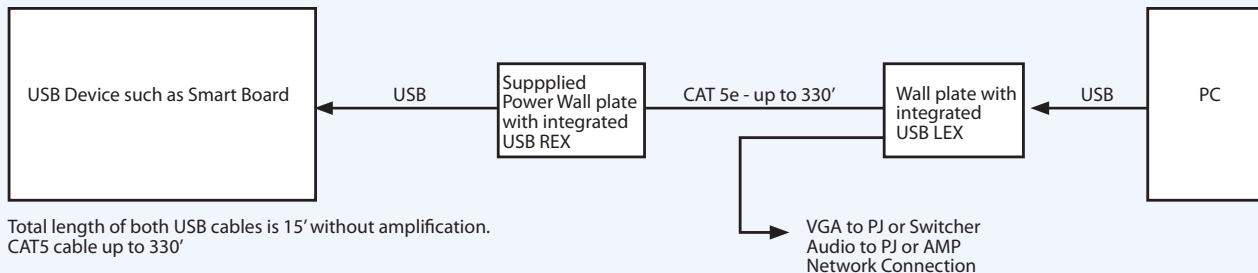 USB Device such as Smart Board
USB
Suppplied
Power Wall plate
with integrated
USB REX
CAT 5e - up to 330’
Wall plate with
integrated
USB LEX
USB
PC
Total length of both USB cables is 15’ without amplification.
CAT5 cable up to 330’
VGA to PJ or Switcher
Audio to PJ or AMP
Network Connection